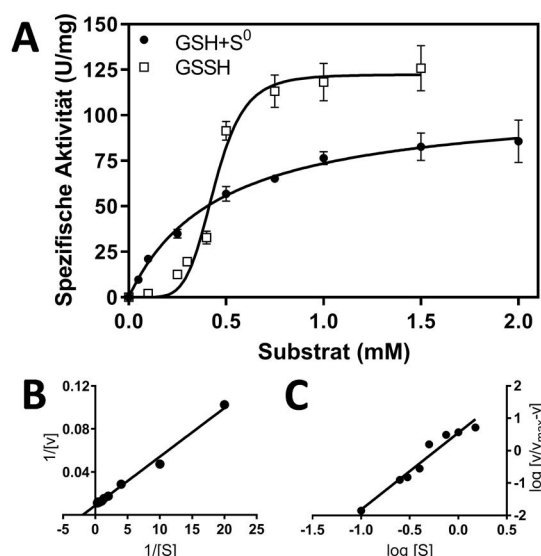 A
GSH+S⁰
GSSH
Spezifische Aktivität (U/mg)
150
125
100
75
50
25
0
0.0 0.5 1.0 1.5 2.0
Substrat (mM)
B
0.12
0.08
0.04
1/[v]
-5 0 5 10 15 20 25
1/[S]
C
2
1
0
-1
-2
log [v/vmax-v]
-1.5 -1.0 -0.5 0.0 0.5
log [S]